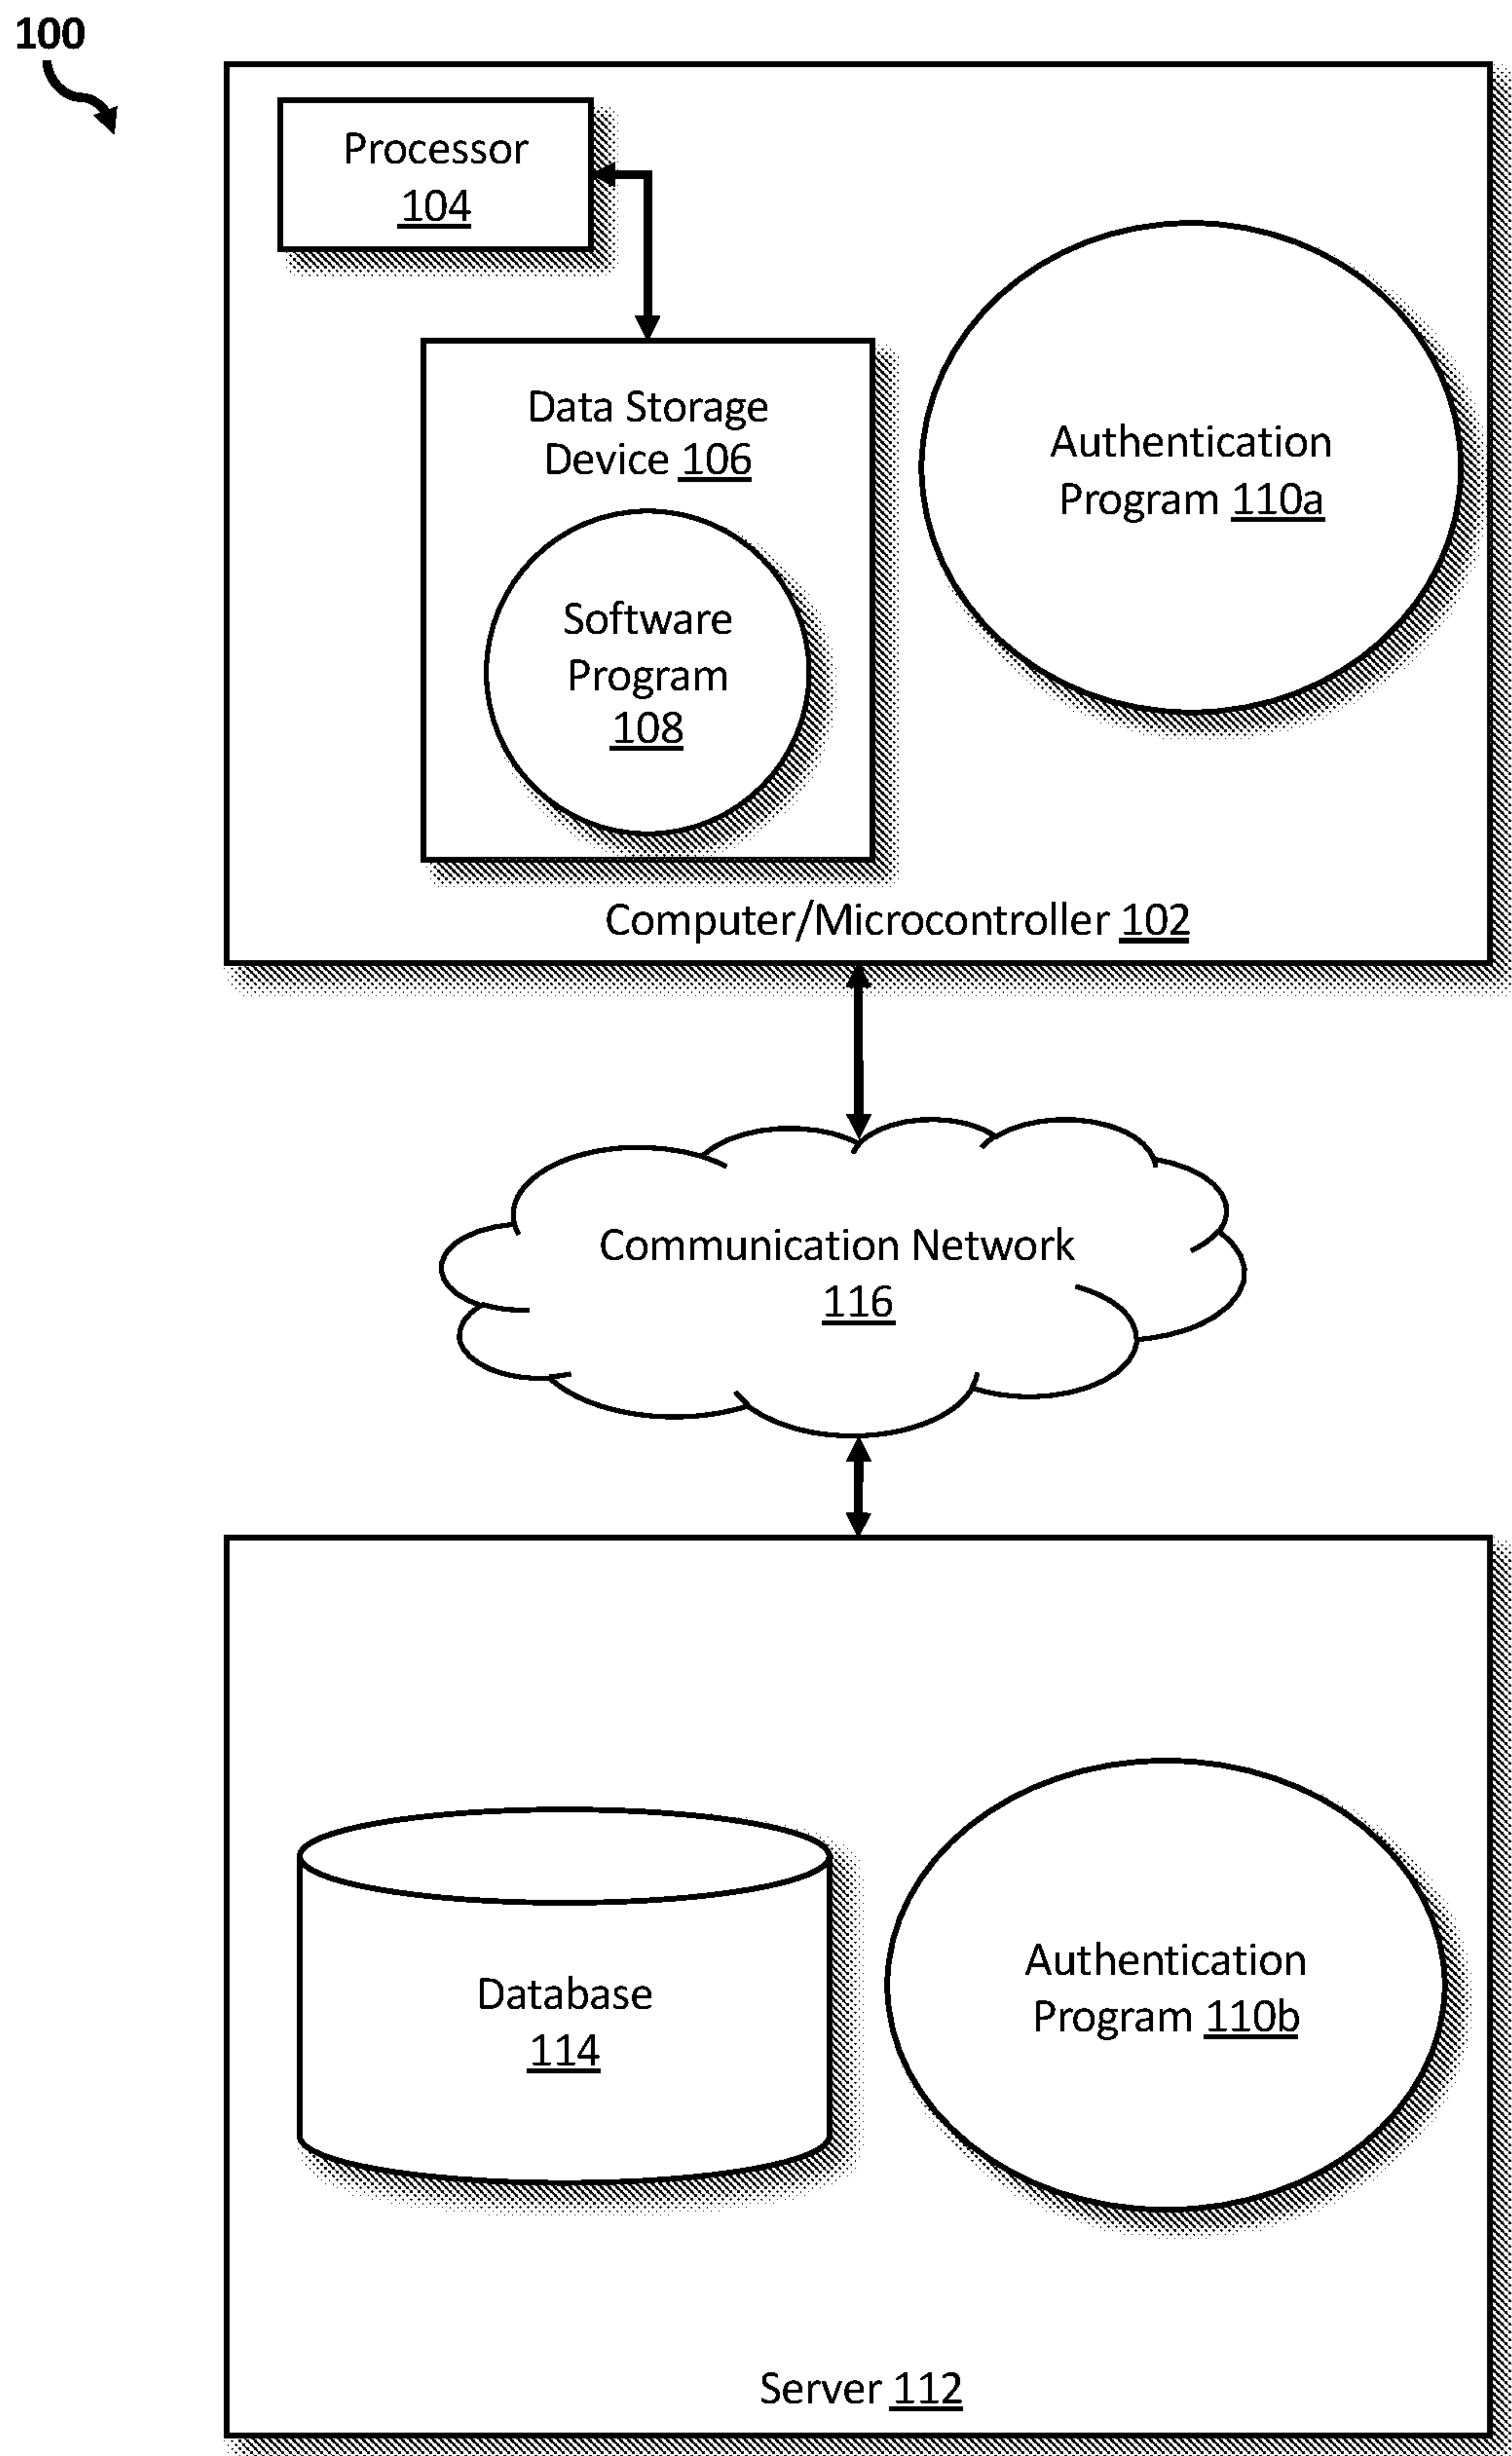 100
Processor
104
Data Storage
Device 106
Software
Program
108
Authentication
Program 110a
Computer/Microcontroller 102
Communication Network
116
Database
114
Authentication
Program 110b
Server 112